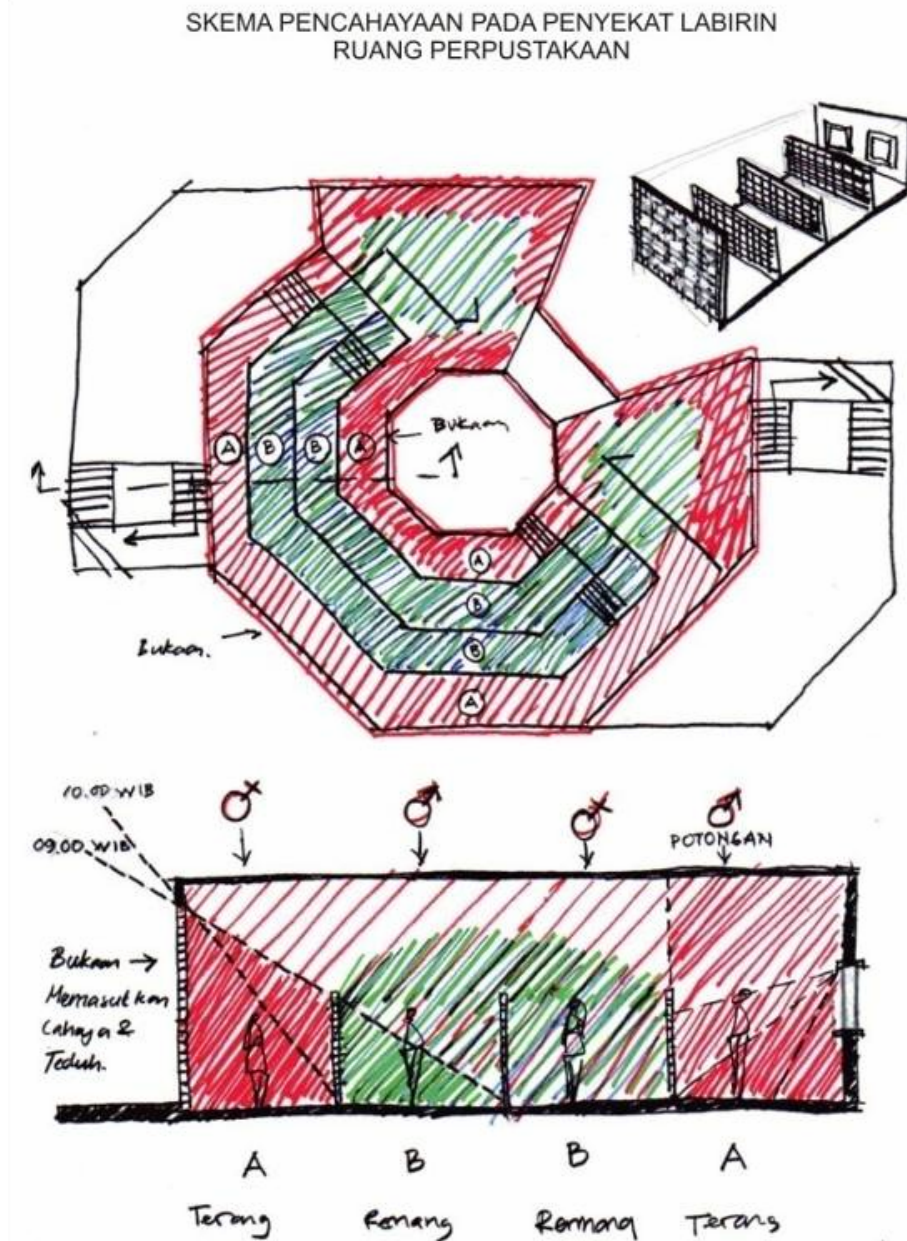 SKEMA PENCAHAYAAN PADA PENYEKAT LABIRIN
RUANG PERPUSTAKAAN
A B B A
Bukaan
A
B
B
A
Bukaan.
10.00 WIB
09.00 WIB
POTONGAN
Bukaan
Memasukkan
Cahaya &
Teduh.
A B B A
Terang Remang Remang Terang